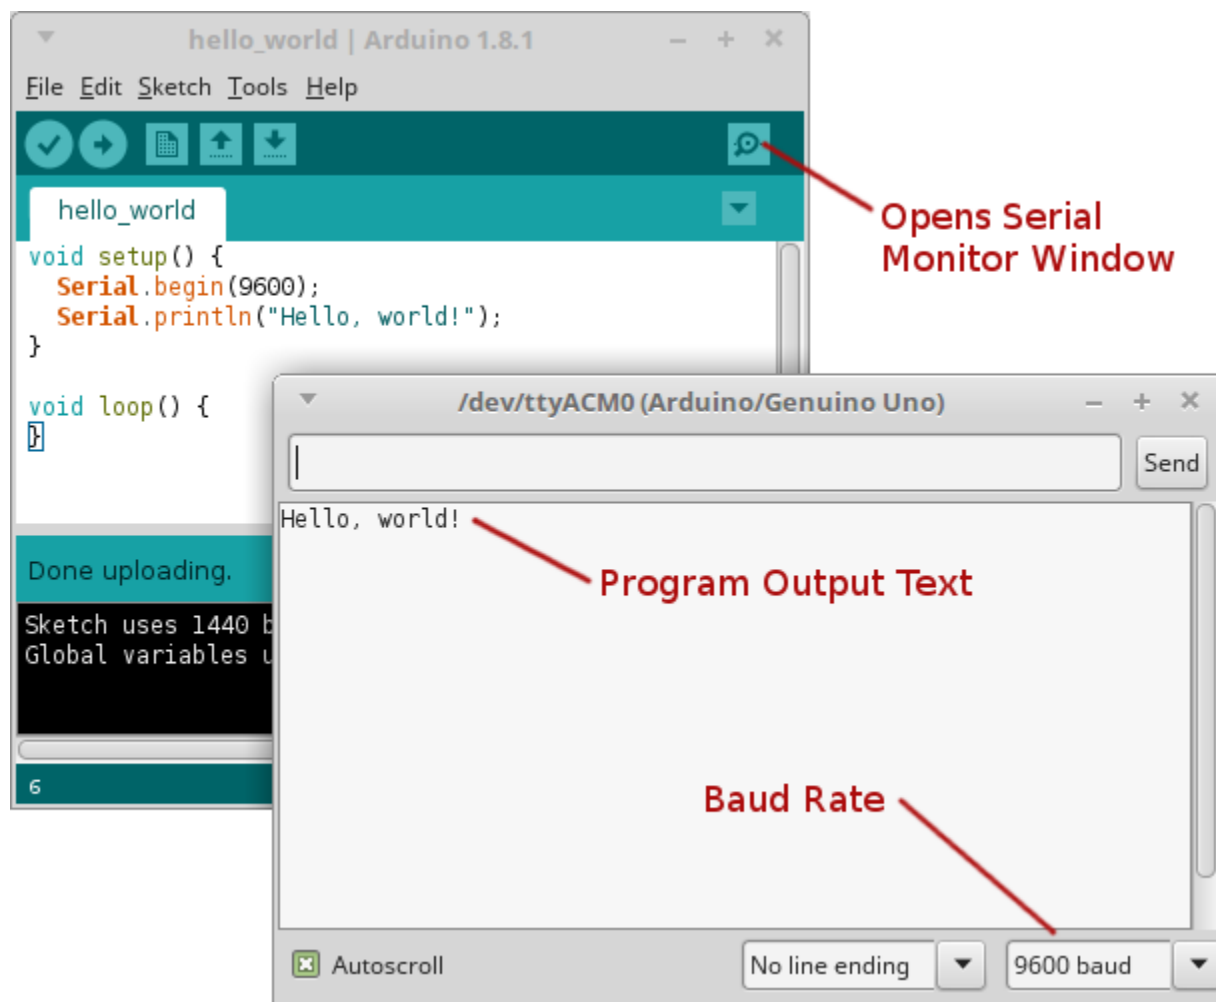 hello_world | Arduino 1.8.1
File Edit Sketch Tools Help
hello_world
Opens Serial
Monitor Window
void setup() {
  Serial.begin(9600);
  Serial.println("Hello, world!");
}
void loop() {
}
/dev/ttyACM0 (Arduino/Genuino Uno)
Send
Hello, world!
Program Output Text
Done uploading.
Sketch uses 1440
Global variables
6
Baud Rate
Autoscroll
No line ending
9600 baud